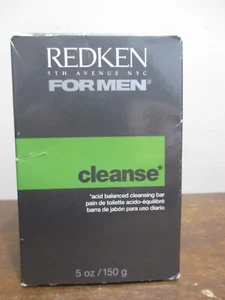 REDKEN
5TH AVENUE NYC
FOR MEN®
cleanse*
*acid balanced cleansing bar
pain de toilette acido-équilibré
barra de jabón para uso diario
5 oz / 150 g